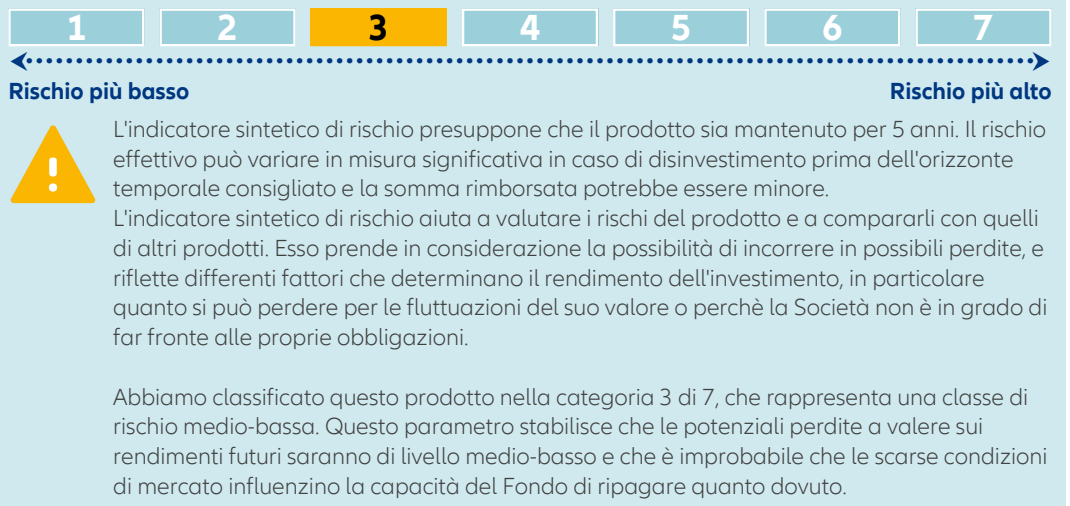 1 2 3 4 5 6 7
Rischio più basso Rischio più alto
L'indicatore sintetico di rischio presuppone che il prodotto sia mantenuto per 5 anni. Il rischio
effettivo può variare in misura significativa in caso di disinvestimento prima dell'orizzonte
temporale consigliato e la somma rimborsata potrebbe essere minore.
L'indicatore sintetico di rischio aiuta a valutare i rischi del prodotto e a compararli con quelli
di altri prodotti. Esso prende in considerazione la possibilità di incorrere in possibili perdite, e
riflette differenti fattori che determinano il rendimento dell'investimento, in particolare
quanto si può perdere per le fluttuazioni del suo valore o perchè la Società non è in grado di
far fronte alle proprie obbligazioni.
Abbiamo classificato questo prodotto nella categoria 3 di 7, che rappresenta una classe di
rischio medio-bassa. Questo parametro stabilisce che le potenziali perdite a valere sui
rendimenti futuri saranno di livello medio-basso e che è improbabile che le scarse condizioni
di mercato influenzino la capacità del Fondo di ripagare quanto dovuto.